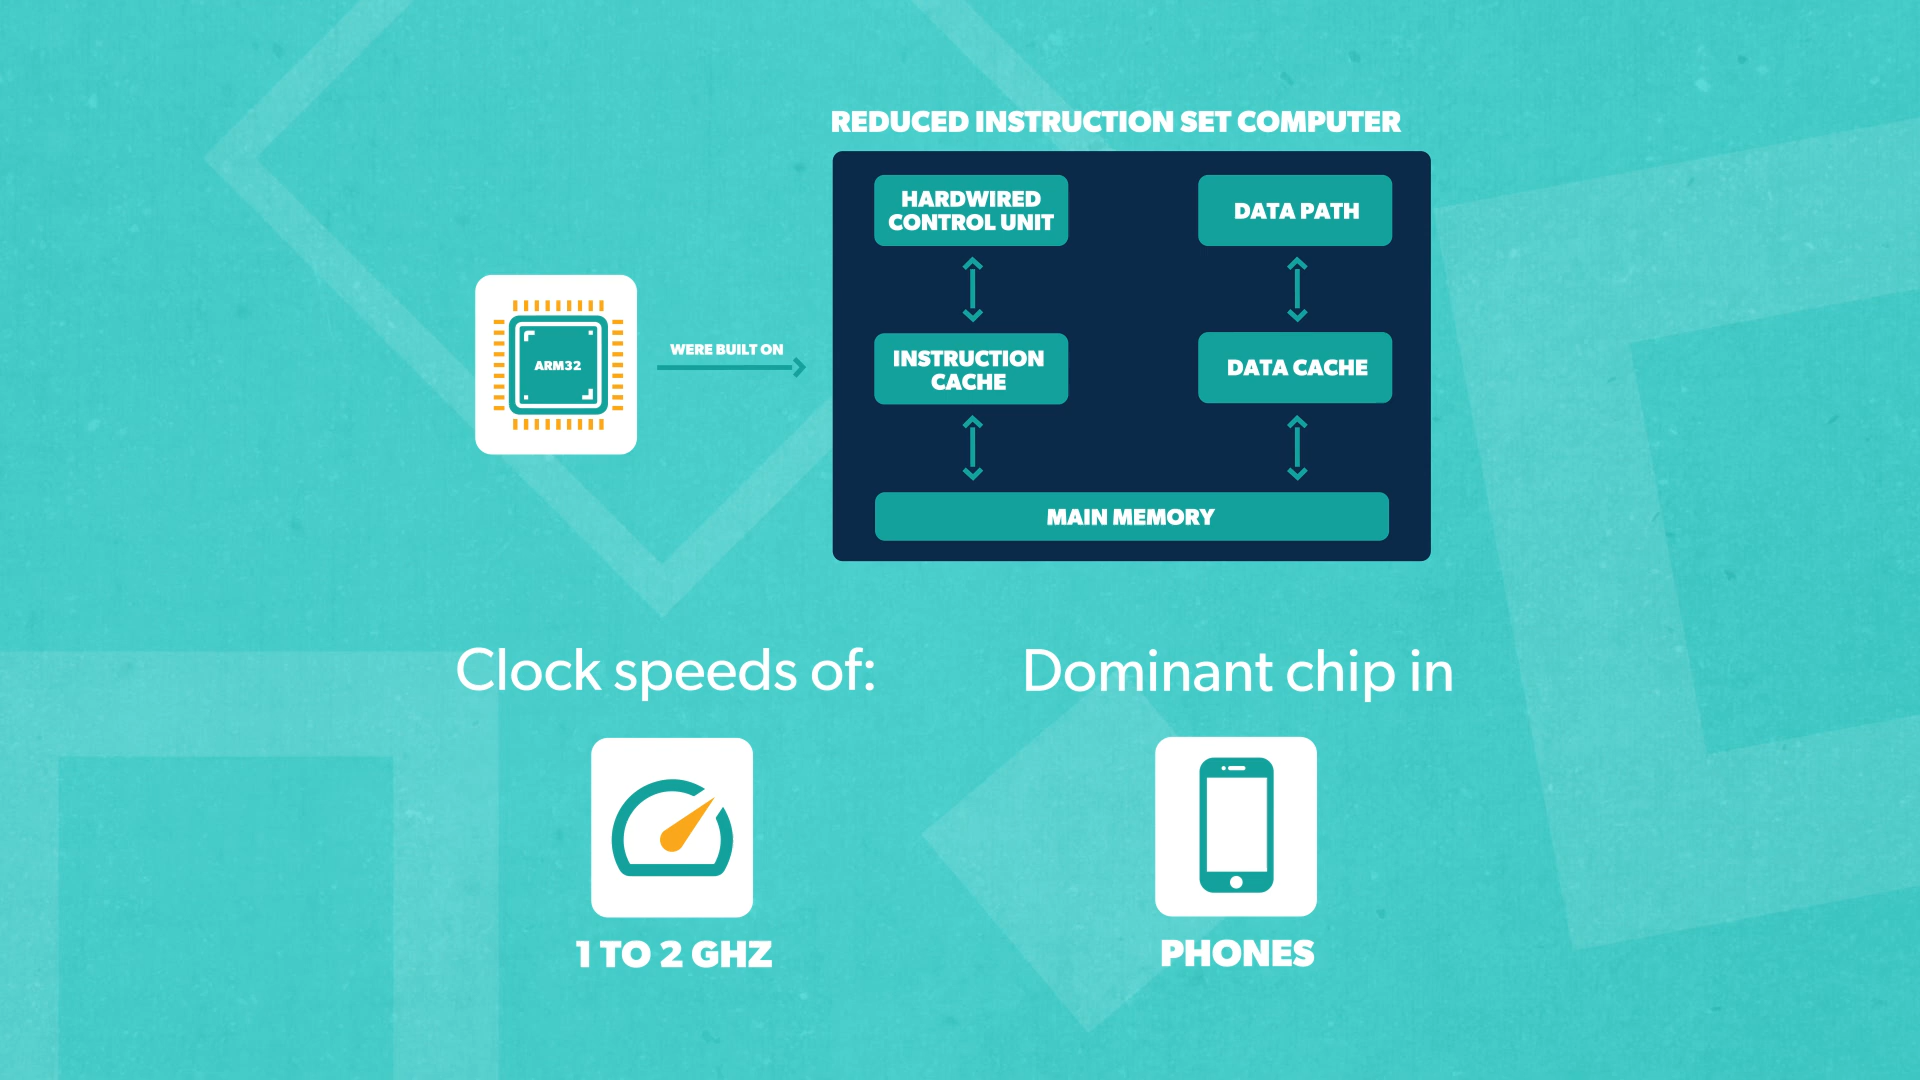 REDUCED INSTRUCTION SET COMPUTER
HARDWIRED
CONTROL UNIT
DATA PATH
ARM32
WERE BUILT ON
INSTRUCTION
CACHE
DATA CACHE
MAIN MEMORY
Clock speeds of:
Dominant chip in
1 TO 2 GHZ
PHONES